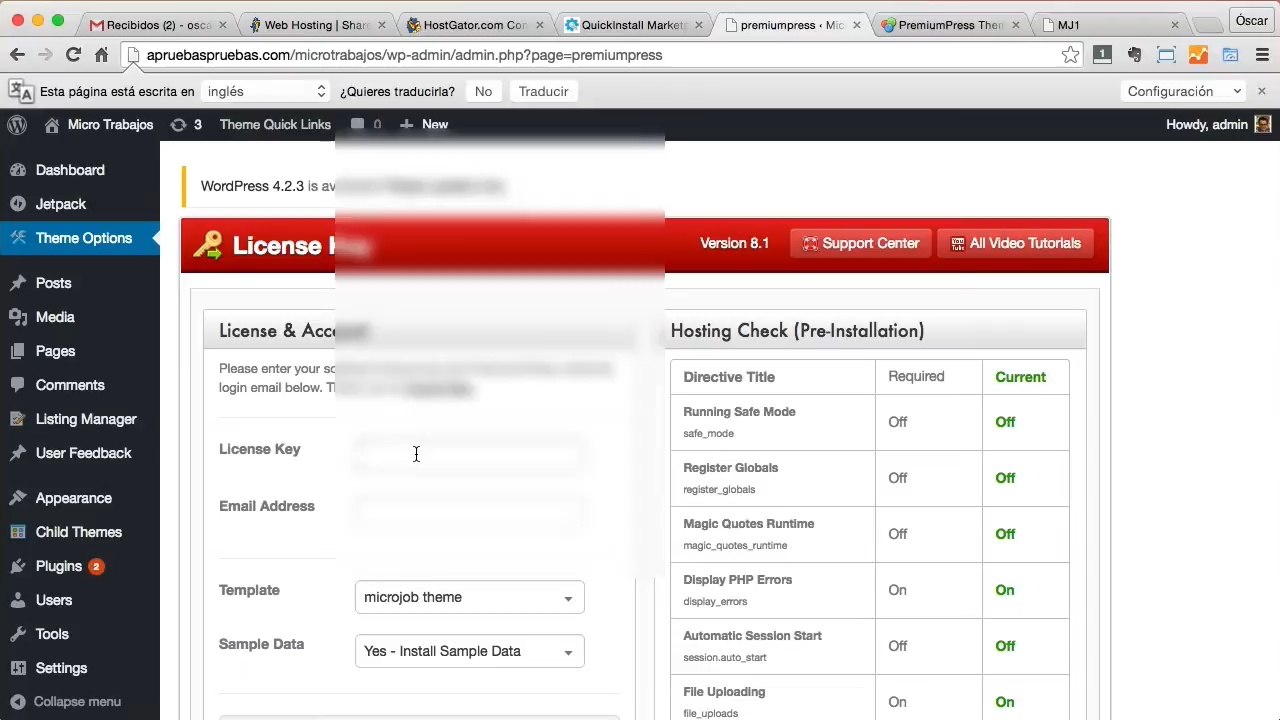 Recibidos (2) - osca
Web Hosting | Share
HostGator.com Con
QuickInstall Market
premiumpress ‹ Mic
PremiumPress The
MJ1
Óscar
apruebaspruebas.com/microtrabajos/wp-admin/admin.php?page=premiumpress
1
Esta página está escrita en inglés ¿Quieres traducirla? No Traducir Configuración
Micro Trabajos 3 Theme Quick Links 0 New Howdy, admin
Dashboard
Jetpack
Theme Options
Posts
Media
Pages
Comments
Listing Manager
User Feedback
Appearance
Child Themes
Plugins 2
Users
Tools
Settings
Collapse menu
WordPress 4.2.3 is
License
Version 8.1
Support Center
You Tube All Video Tutorials
License &
Please enter your
login email below.
License Key
Email Address
Template microjob theme
Sample Data Yes - Install Sample Data
Hosting Check (Pre-Installation)
Directive Title Required Current
Running Safe Mode Off Off
safe_mode
Register Globals Off Off
register_globals
Magic Quotes Runtime Off Off
magic_quotes_runtime
Display PHP Errors On On
display_errors
Automatic Session Start Off Off
session.auto_start
File Uploading On On
file_uploads